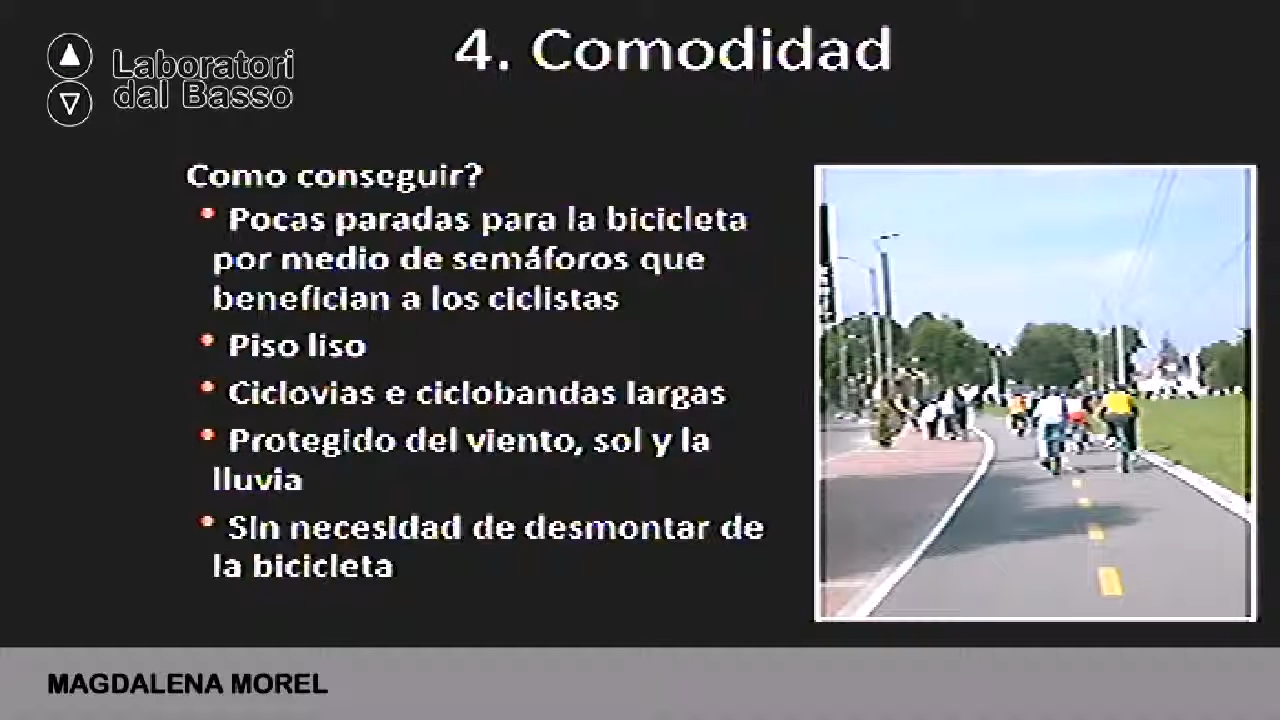 4. Comodidad
Laboratori
dal Basso
Como conseguir?
• Pocas paradas para la bicicleta
por medio de semáforos que
benefician a los ciclistas
• Piso liso
• Ciclovias e ciclobandas largas
• Protegido del viento, sol y la
lluvia
• Sin necesidad de desmontar de
la bicicleta
MAGDALENA MOREL